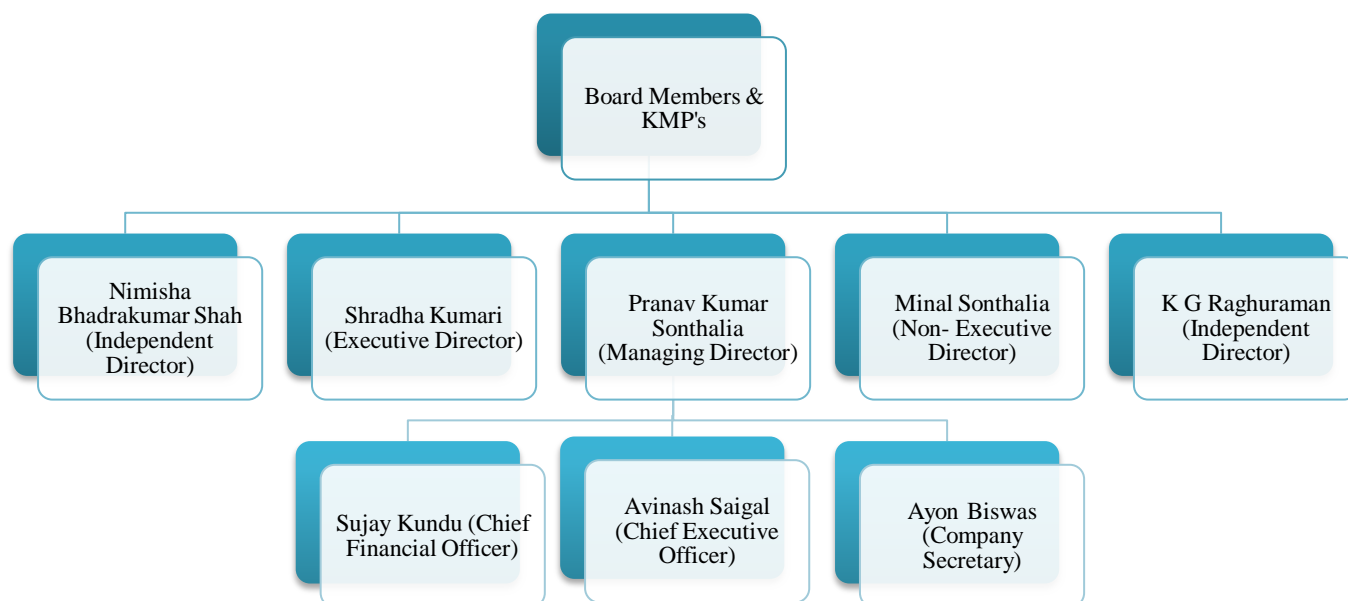 Board Members &
KMP's
Nimisha
Bhadrakumar Shah
(Independent
Director)
Shradha Kumari
(Executive Director)
Pranav Kumar
Sonthalia
(Managing Director)
Minal Sonthalia
(Non- Executive
Director)
K G Raghuraman
(Independent
Director)
Sujay Kundu (Chief
Financial Officer)
Avinash Saigal
(Chief Executive
Officer)
Ayon Biswas
(Company
Secretary)